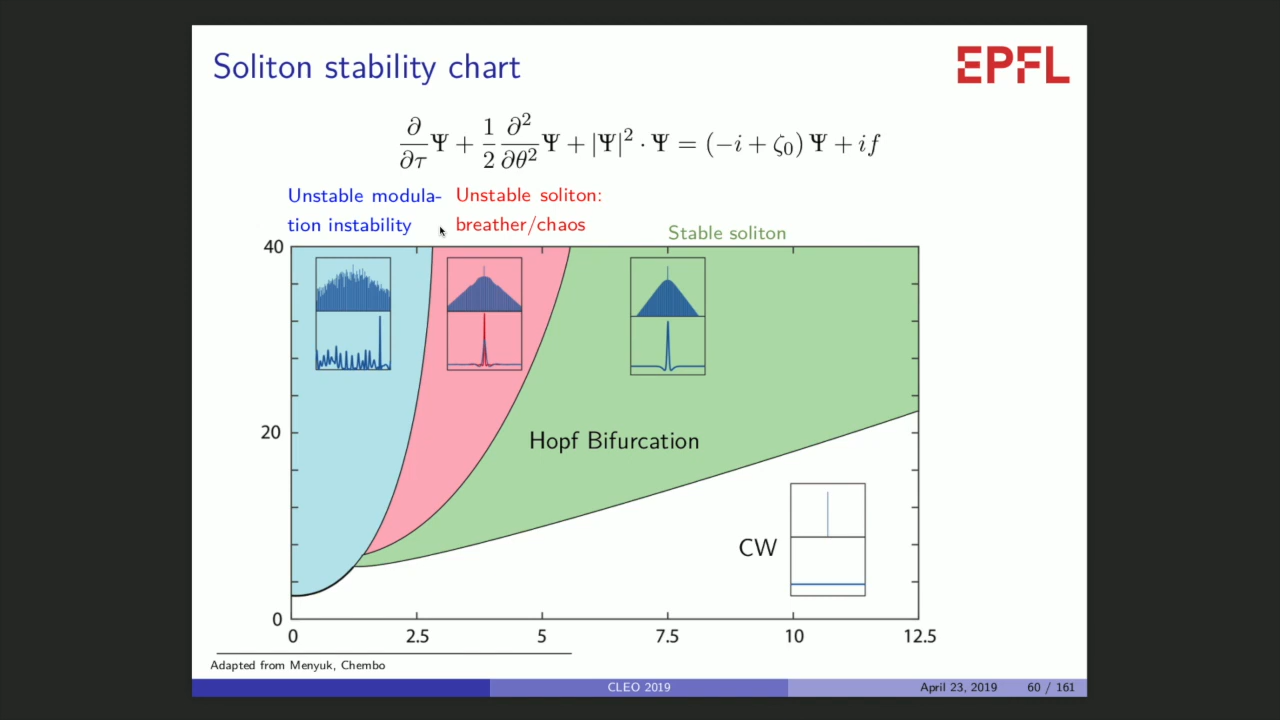 Soliton stability chart
EPFL
∂/∂τ Ψ + 1/2 ∂²/∂θ² Ψ + |Ψ|² · Ψ = (−i + ζ₀) Ψ + if
Unstable modula-
tion instability
Unstable soliton:
breather/chaos
Stable soliton
40
20
0
Hopf Bifurcation
CW
0 2.5 5 7.5 10 12.5
Adapted from Menyuk, Chembo
CLEO 2019 April 23, 2019 60 / 161